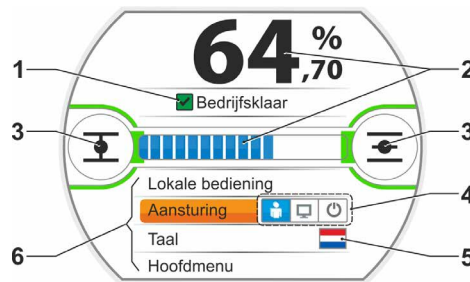 64,70 %
1
2
Bedrijfsklaar
3
3
Lokale bediening
4
Aansturing
Taal
5
6
Hoofdmenu